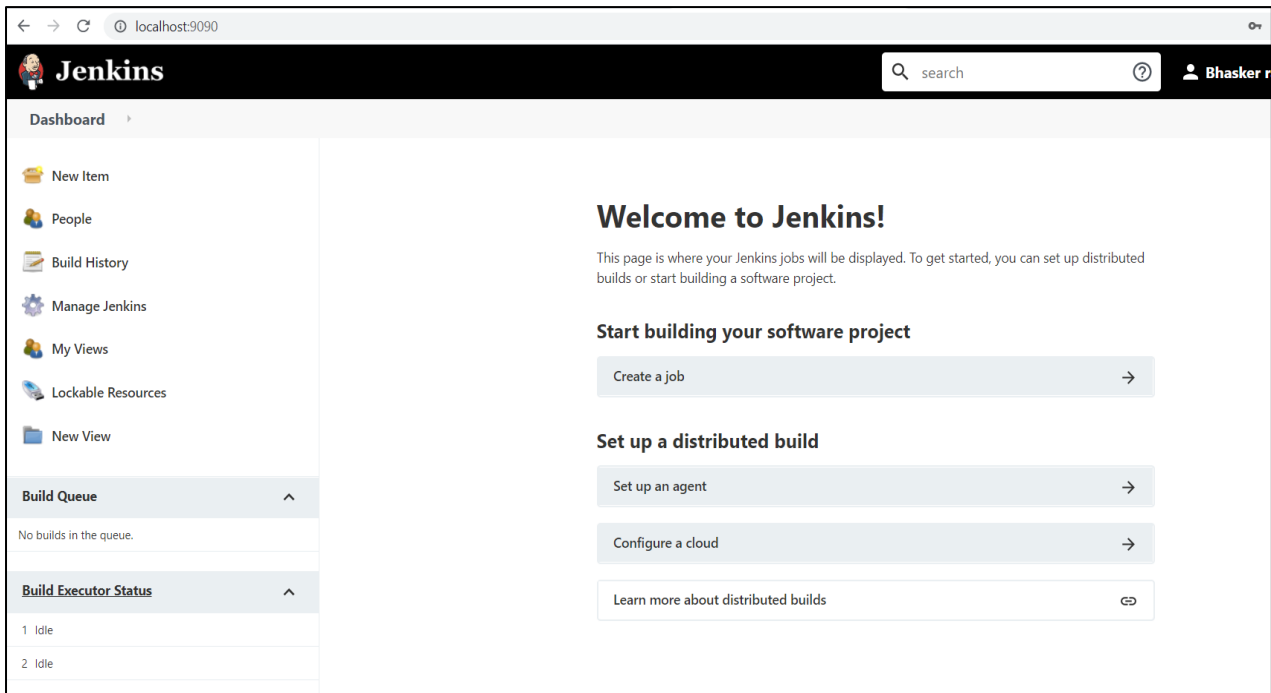 localhost:9090
Jenkins
search
Bhasker r
Dashboard
New Item
People
Build History
Manage Jenkins
My Views
Lockable Resources
New View
Build Queue
No builds in the queue.
Build Executor Status
1 Idle
2 Idle
Welcome to Jenkins!
This page is where your Jenkins jobs will be displayed. To get started, you can set up distributed
builds or start building a software project.
Start building your software project
Create a job
Set up a distributed build
Set up an agent
Configure a cloud
Learn more about distributed builds